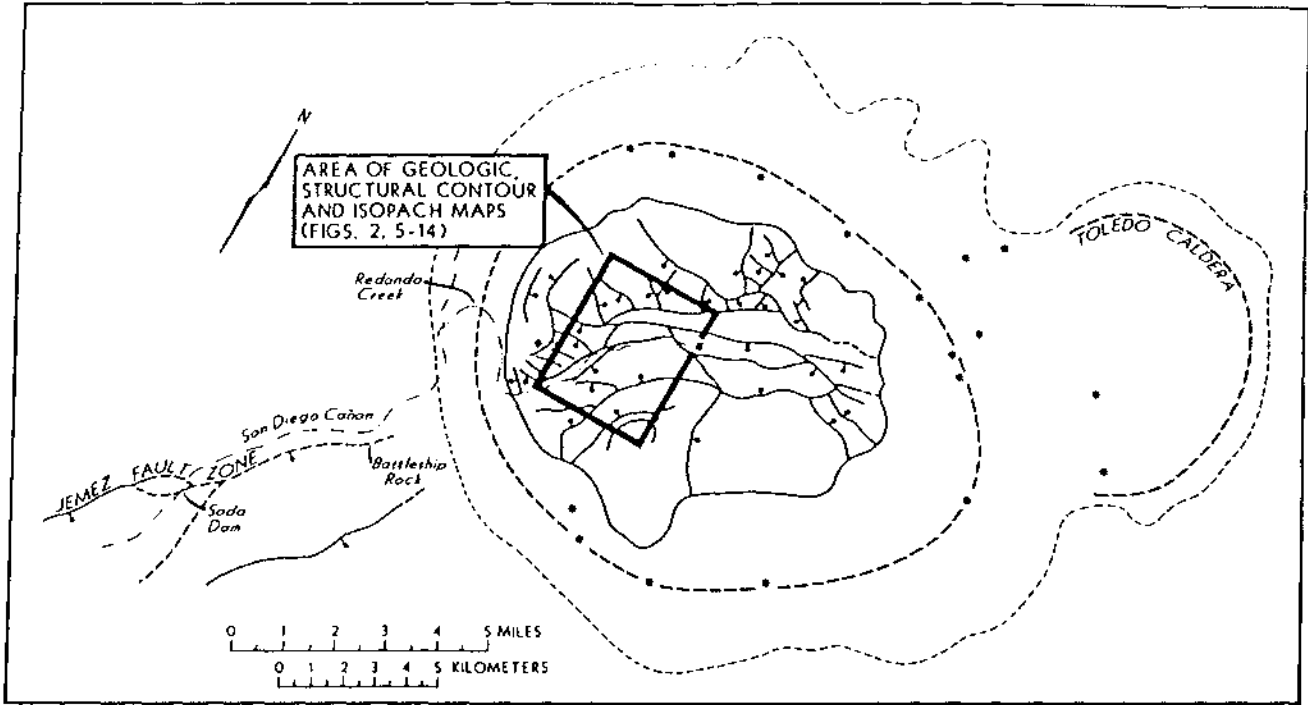 N
AREA OF GEOLOGIC,
STRUCTURAL CONTOUR
AND ISOPACH MAPS
(FIGS. 2, 5-14)
TOLEDO CALDERA
Redondo
Creek
San Diego Cañon
JEMEZ FAULT ZONE
Battleship
Rock
Soda
Dam
0 1 2 3 4 5 MILES
0 1 2 3 4 5 KILOMETERS